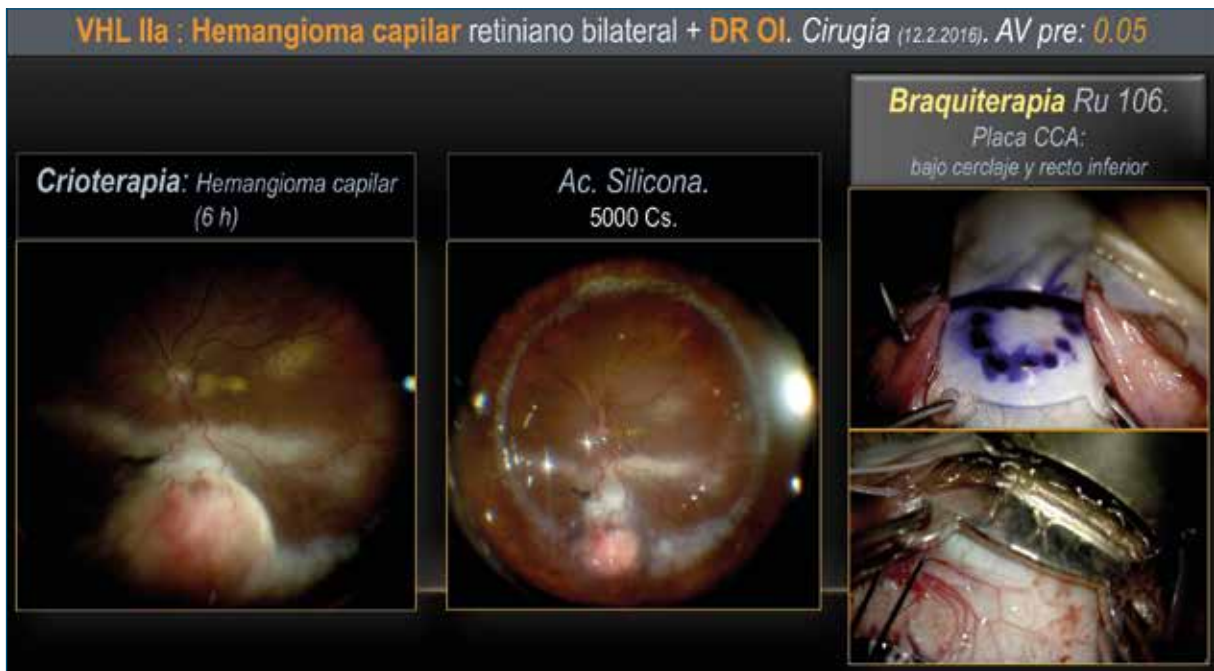 VHL IIa : Hemangioma capilar retiniano bilateral + DR OI. Cirugía (12.2.2016). AV pre: 0.05
Crioterapia: Hemangioma capilar
(6 h)
Ac. Silicona.
5000 Cs.
Braquiterapia Ru 106.
Placa CCA:
bajo cerclaje y recto inferior